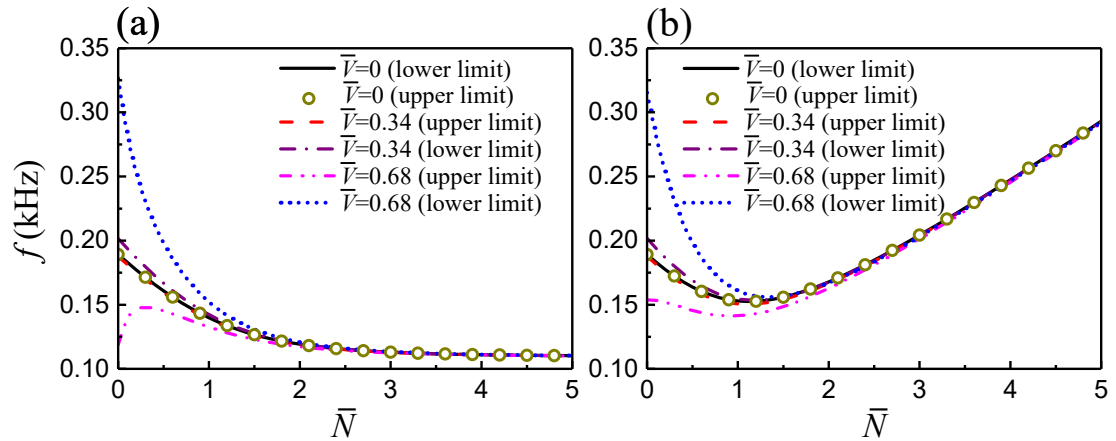 (a)
0.35
0.30
0.25
0.20
0.15
0.10
f (kHz)
V̅=0 (lower limit)
V̅=0 (upper limit)
V̅=0.34 (upper limit)
V̅=0.34 (lower limit)
V̅=0.68 (upper limit)
V̅=0.68 (lower limit)
0 1 2 3 4 5
N̅
(b)
0.35
0.30
0.25
0.20
0.15
0.10
V̅=0 (lower limit)
V̅=0 (upper limit)
V̅=0.34 (upper limit)
V̅=0.34 (lower limit)
V̅=0.68 (upper limit)
V̅=0.68 (lower limit)
0 1 2 3 4 5
N̅